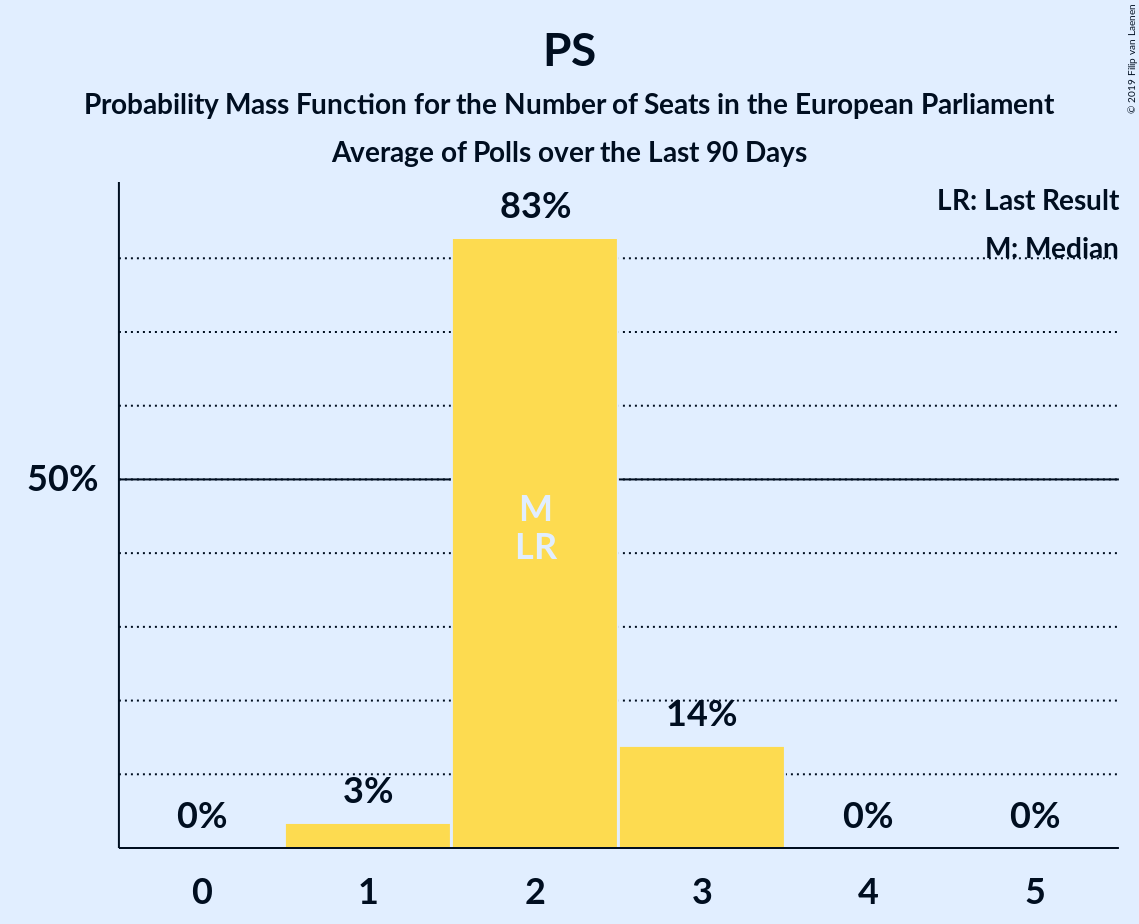 PS
Probability Mass Function for the Number of Seats in the European Parliament
Average of Polls over the Last 90 Days
© 2019 Filip van Laenen
LR: Last Result
M: Median
83%
50%
M
LR
14%
3%
0%
0%
0%
0 1 2 3 4 5